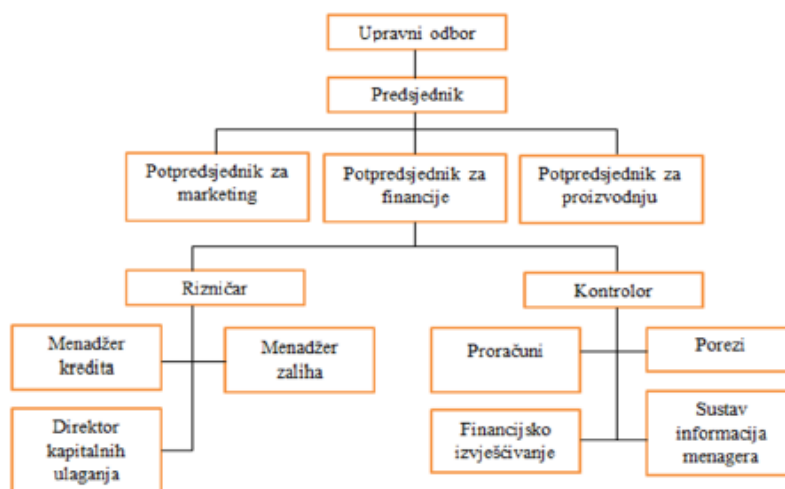 Upravni odbor
Predsjednik
Potpredsjednik za
marketing
Potpredsjednik za
financije
Potpredsjednik za
proizvodnju
Rizničar
Kontrolor
Menadžer
kredita
Menadžer
zaliha
Direktor
kapitalnih
ulaganja
Proračuni
Porezi
Financijsko
izvješćivanje
Sustav
informacija
menagera